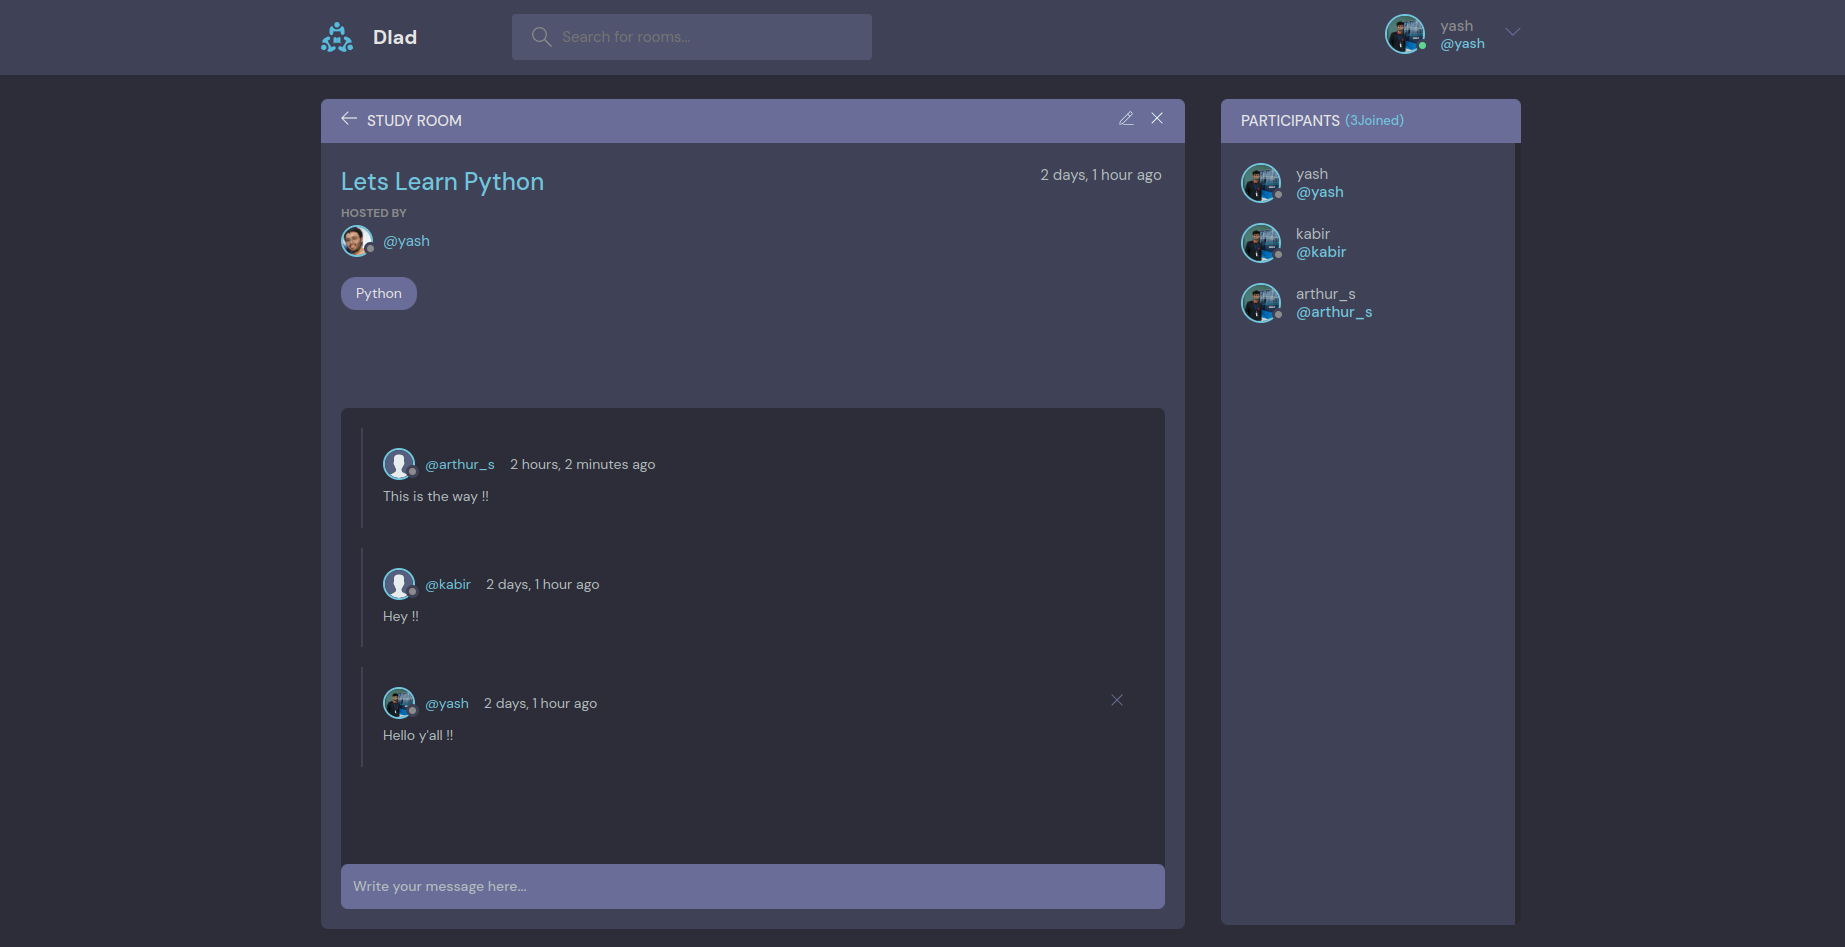 Dlad
Search for rooms...
yash
@yash
STUDY ROOM
Lets Learn Python
2 days, 1 hour ago
HOSTED BY
@yash
Python
@arthur_s 2 hours, 2 minutes ago
This is the way !!
@kabir 2 days, 1 hour ago
Hey !!
@yash 2 days, 1 hour ago
Hello y'all !!
Write your message here...
PARTICIPANTS (3Joined)
yash
@yash
kabir
@kabir
arthur_s
@arthur_s